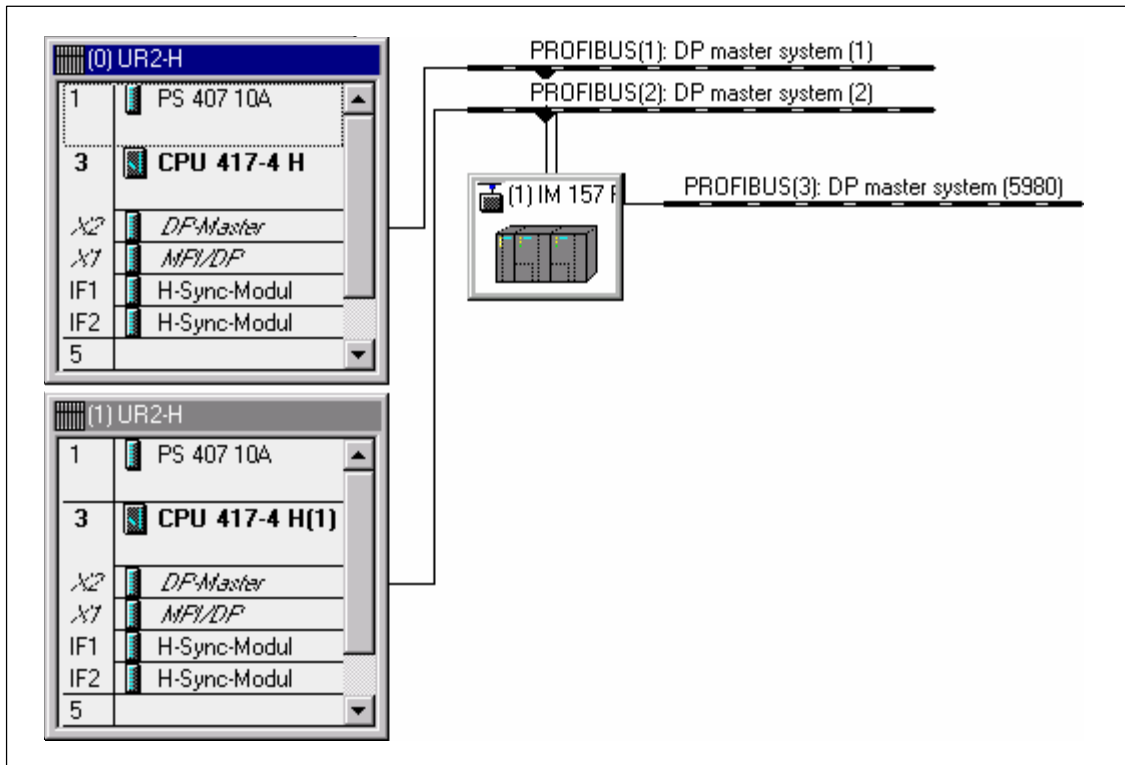 (0) UR2-H
1 PS 407 10A
3 CPU 417-4 H
X2 DP-Master
X1 MPI/DP
IF1 H-Sync-Modul
IF2 H-Sync-Modul
5
(1) UR2-H
1 PS 407 10A
3 CPU 417-4 H(1)
X2 DP-Master
X1 MPI/DP
IF1 H-Sync-Modul
IF2 H-Sync-Modul
5
PROFIBUS(1): DP master system (1)
PROFIBUS(2): DP master system (2)
(1) IM 157
PROFIBUS(3): DP master system (5980)